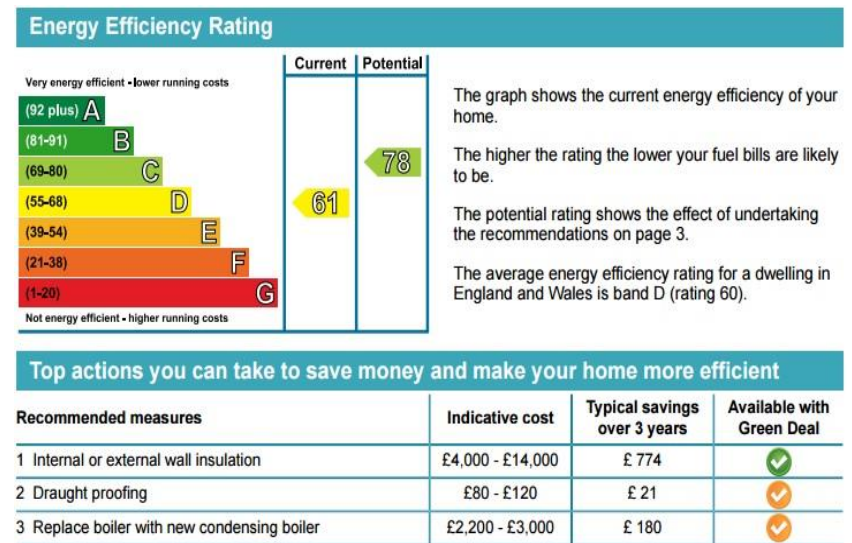 Energy Efficiency Rating
Current Potential
Very energy efficient - lower running costs
(92 plus) A
(81-91) B
(69-80) C
(55-68) D
(39-54) E
(21-38) F
(1-20) G
Not energy efficient - higher running costs
61
78
The graph shows the current energy efficiency of your
home.
The higher the rating the lower your fuel bills are likely
to be.
The potential rating shows the effect of undertaking
the recommendations on page 3.
The average energy efficiency rating for a dwelling in
England and Wales is band D (rating 60).
Top actions you can take to save money and make your home more efficient
Recommended measures Indicative cost Typical savings over 3 years Available with Green Deal
1 Internal or external wall insulation £4,000 - £14,000 £ 774
2 Draught proofing £80 - £120 £ 21
3 Replace boiler with new condensing boiler £2,200 - £3,000 £ 180